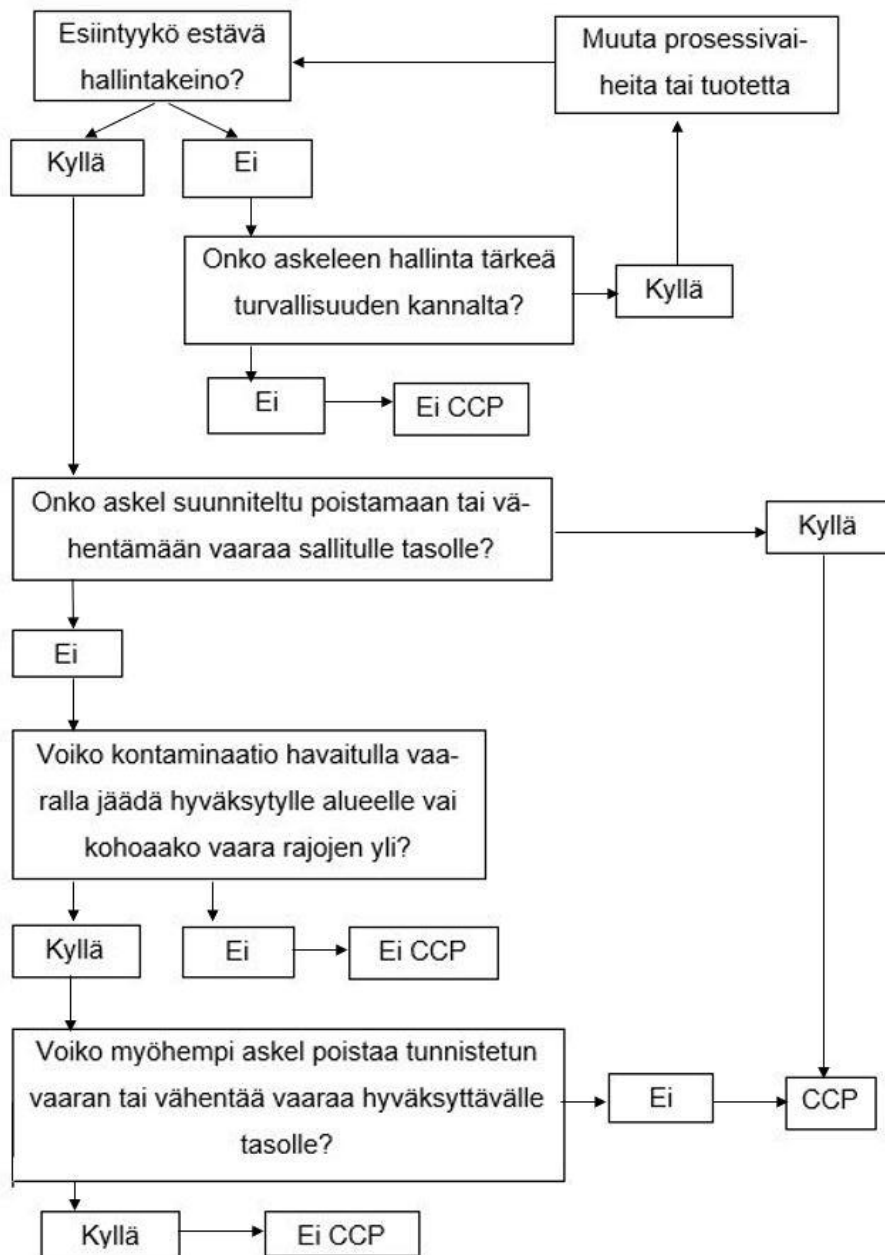 Esiintyykö estävä
hallintakeino?
Muuta prosessivai-
heita tai tuotetta
Kyllä
Ei
Onko askeleen hallinta tärkeä
turvallisuuden kannalta?
Kyllä
Ei
Ei CCP
Onko askel suunniteltu poistamaan tai vä-
hentämään vaaraa sallitulle tasolle?
Kyllä
Ei
Voiko kontaminaatio havaitulla vaa-
ralla jäädä hyväksytylle alueelle vai
kohoaako vaara rajojen yli?
Kyllä
Ei
Ei CCP
Voiko myöhempi askel poistaa tunnistetun
vaaran tai vähentää vaaraa hyväksyttävälle
tasolle?
Ei
CCP
Kyllä
Ei CCP